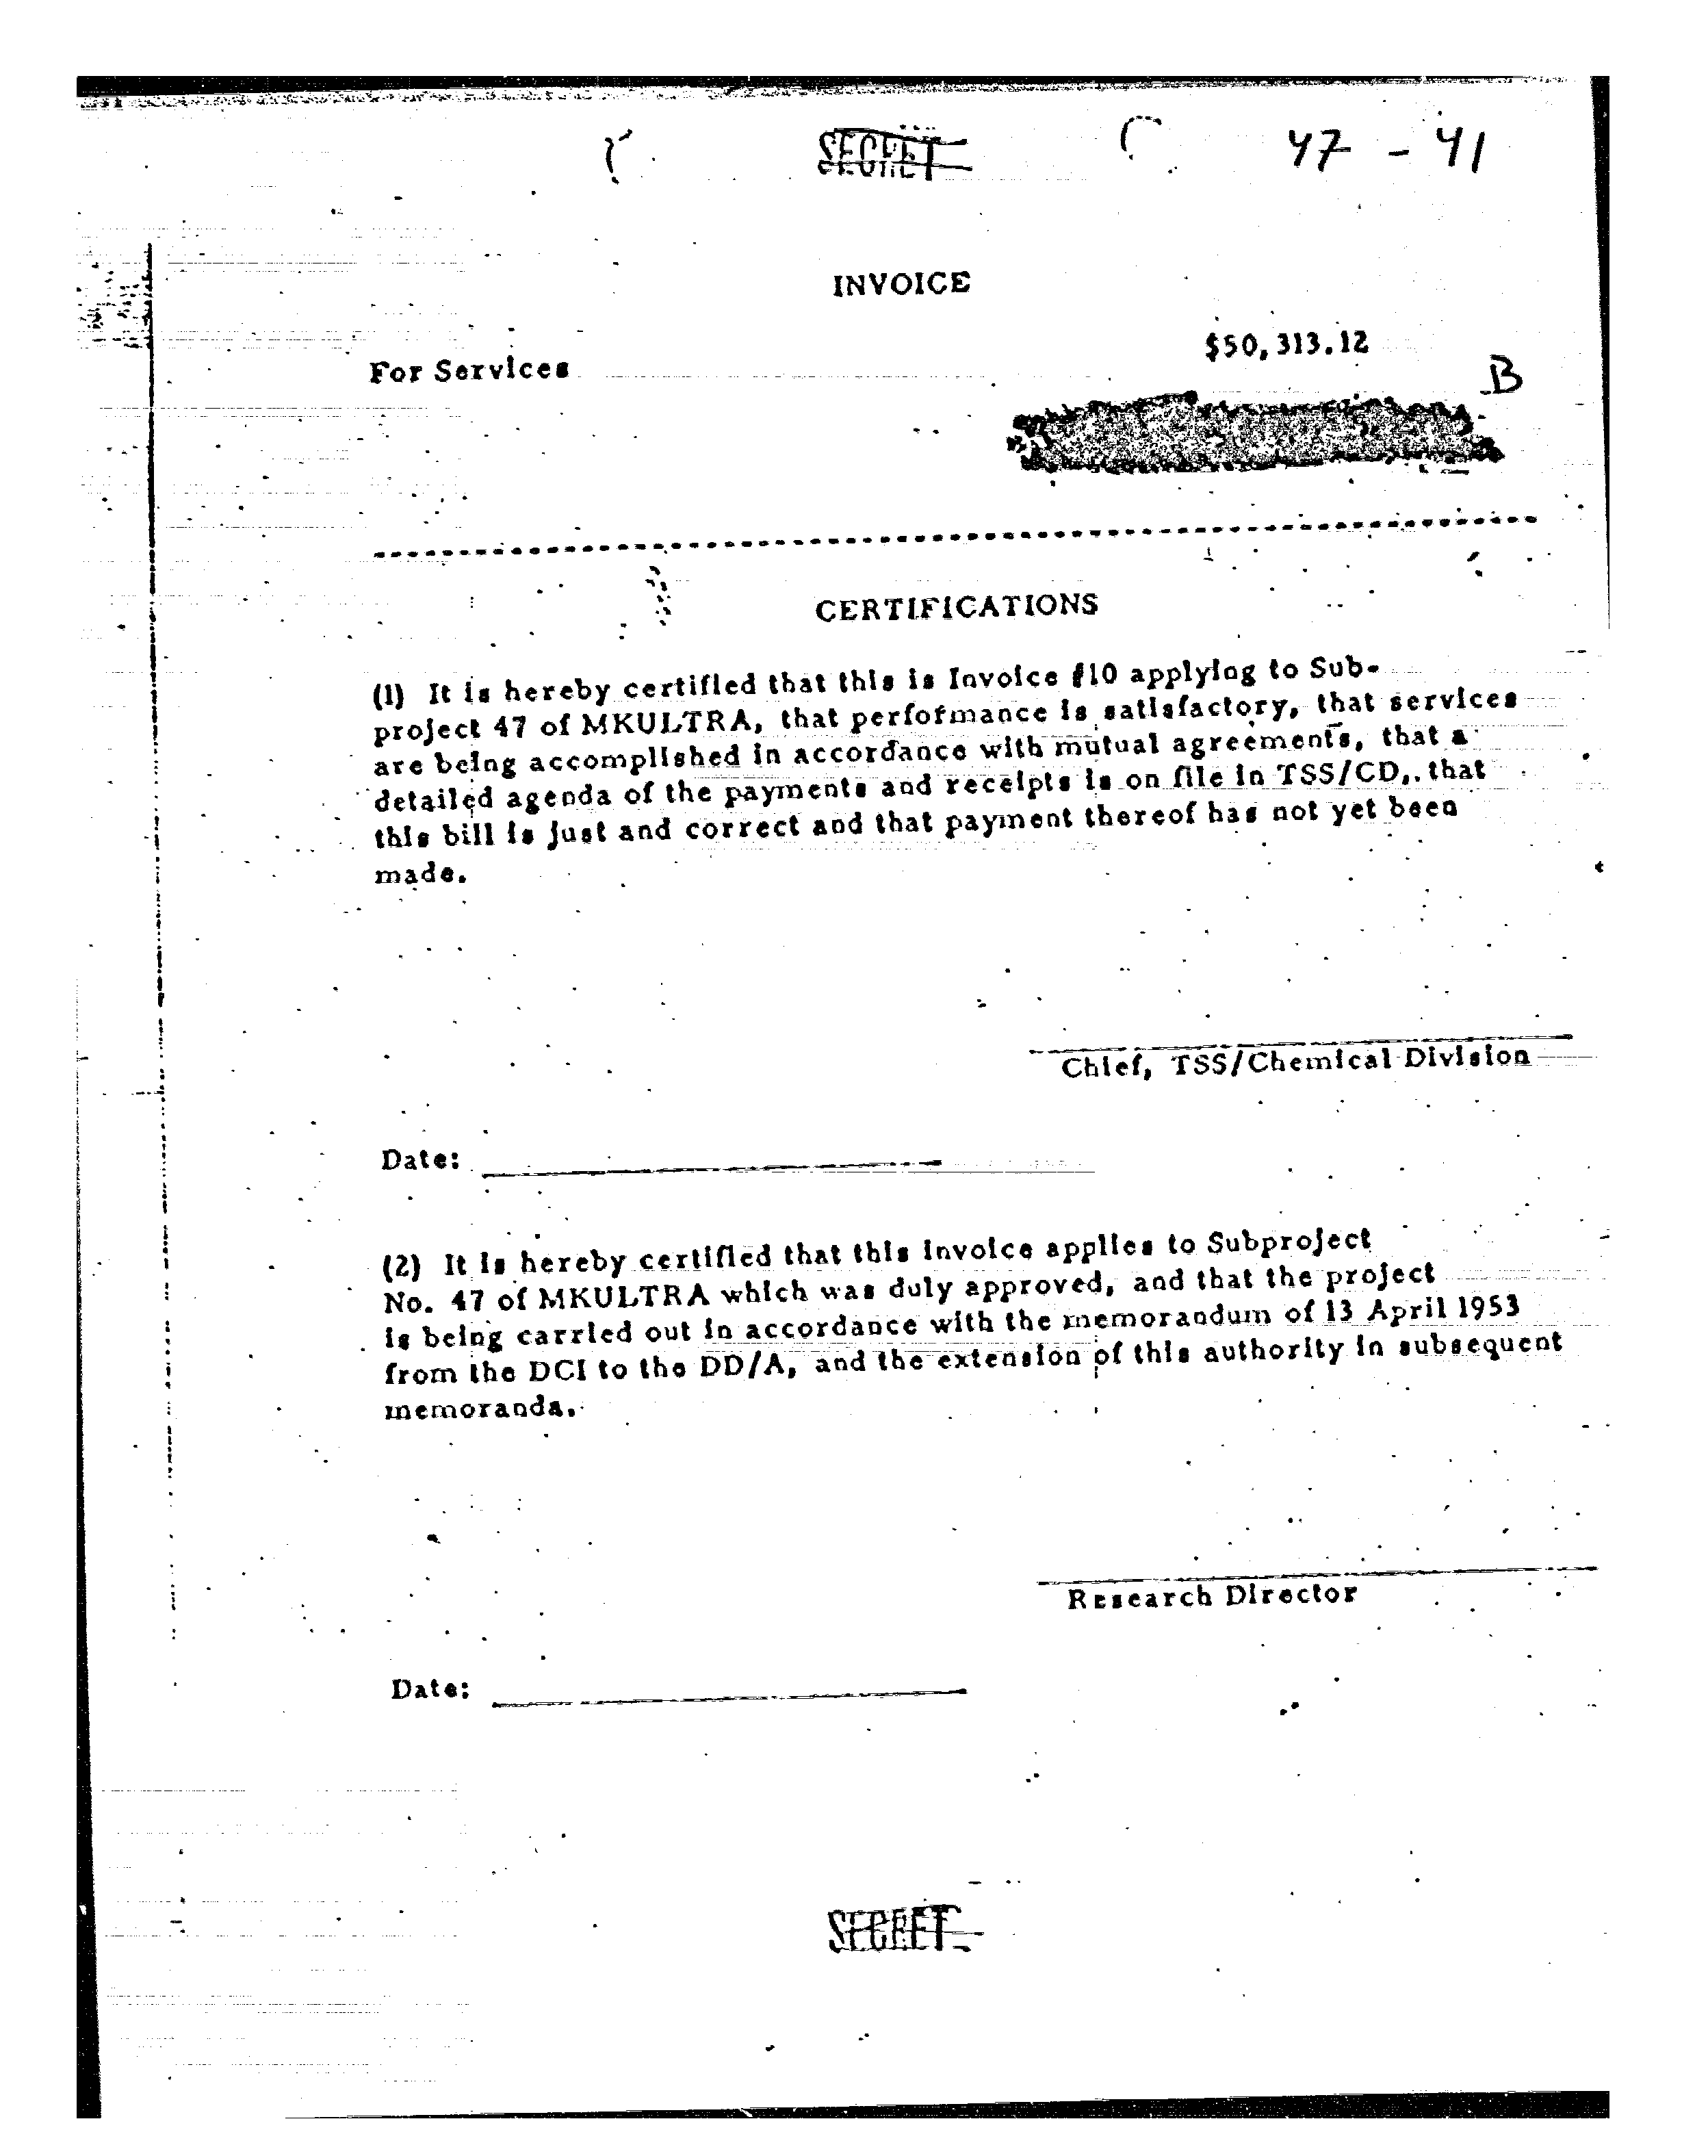 SECRET
47 - 41
INVOICE
$50,313.12
For Services
B
CERTIFICATIONS
(1) It is hereby certified that this is Invoice #10 applying to Sub-
project 47 of MKULTRA, that performance is satisfactory, that services
are being accomplished in accordance with mutual agreements, that a
detailed agenda of the payments and receipts is on file in TSS/CD, that
this bill is just and correct and that payment thereof has not yet been
made.
Chief, TSS/Chemical Division
Date:
(2) It is hereby certified that this invoice applies to Subproject
No. 47 of MKULTRA which was duly approved, and that the project
is being carried out in accordance with the memorandum of 13 April 1953
from the DCI to the DD/A, and the extension of this authority in subsequent
memoranda.
Research Director
Date:
SECRET